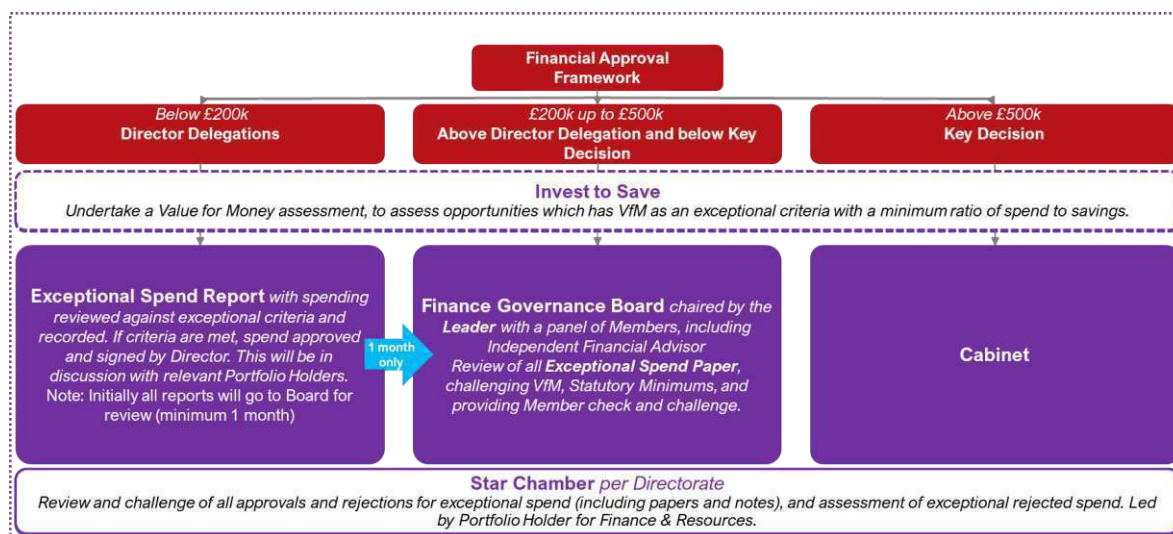 Financial Approval
Framework
Below £200k
Director Delegations
£200k up to £500k
Above Director Delegation and below Key
Decision
Above £500k
Key Decision
Invest to Save
Undertake a Value for Money assessment, to assess opportunities which has VfM as an exceptional criteria with a minimum ratio of spend to savings.
Exceptional Spend Report with spending
reviewed against exceptional criteria and
recorded. If criteria are met, spend approved
and signed by Director. This will be in
discussion with relevant Portfolio Holders.
Note: Initially all reports will go to Board for
review (minimum 1 month)
1 month
only
Finance Governance Board chaired by the
Leader with a panel of Members, including
Independent Financial Advisor
Review of all Exceptional Spend Paper,
challenging VfM, Statutory Minimums, and
providing Member check and challenge.
Cabinet
Star Chamber per Directorate
Review and challenge of all approvals and rejections for exceptional spend (including papers and notes), and assessment of exceptional rejected spend. Led
by Portfolio Holder for Finance & Resources.